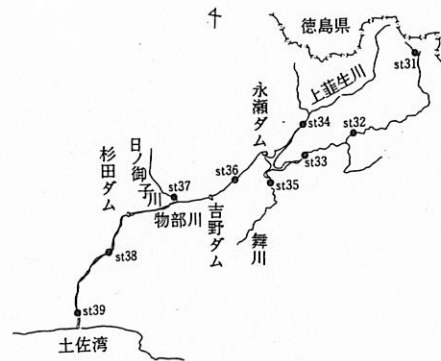 4
徳島県
st31
上韮生川
永瀬ダム
st34
st32
st33
日ノ御子川
st37
st36
st35
杉田ダム
物部川
吉野ダム
舞川
st38
st39
土佐湾